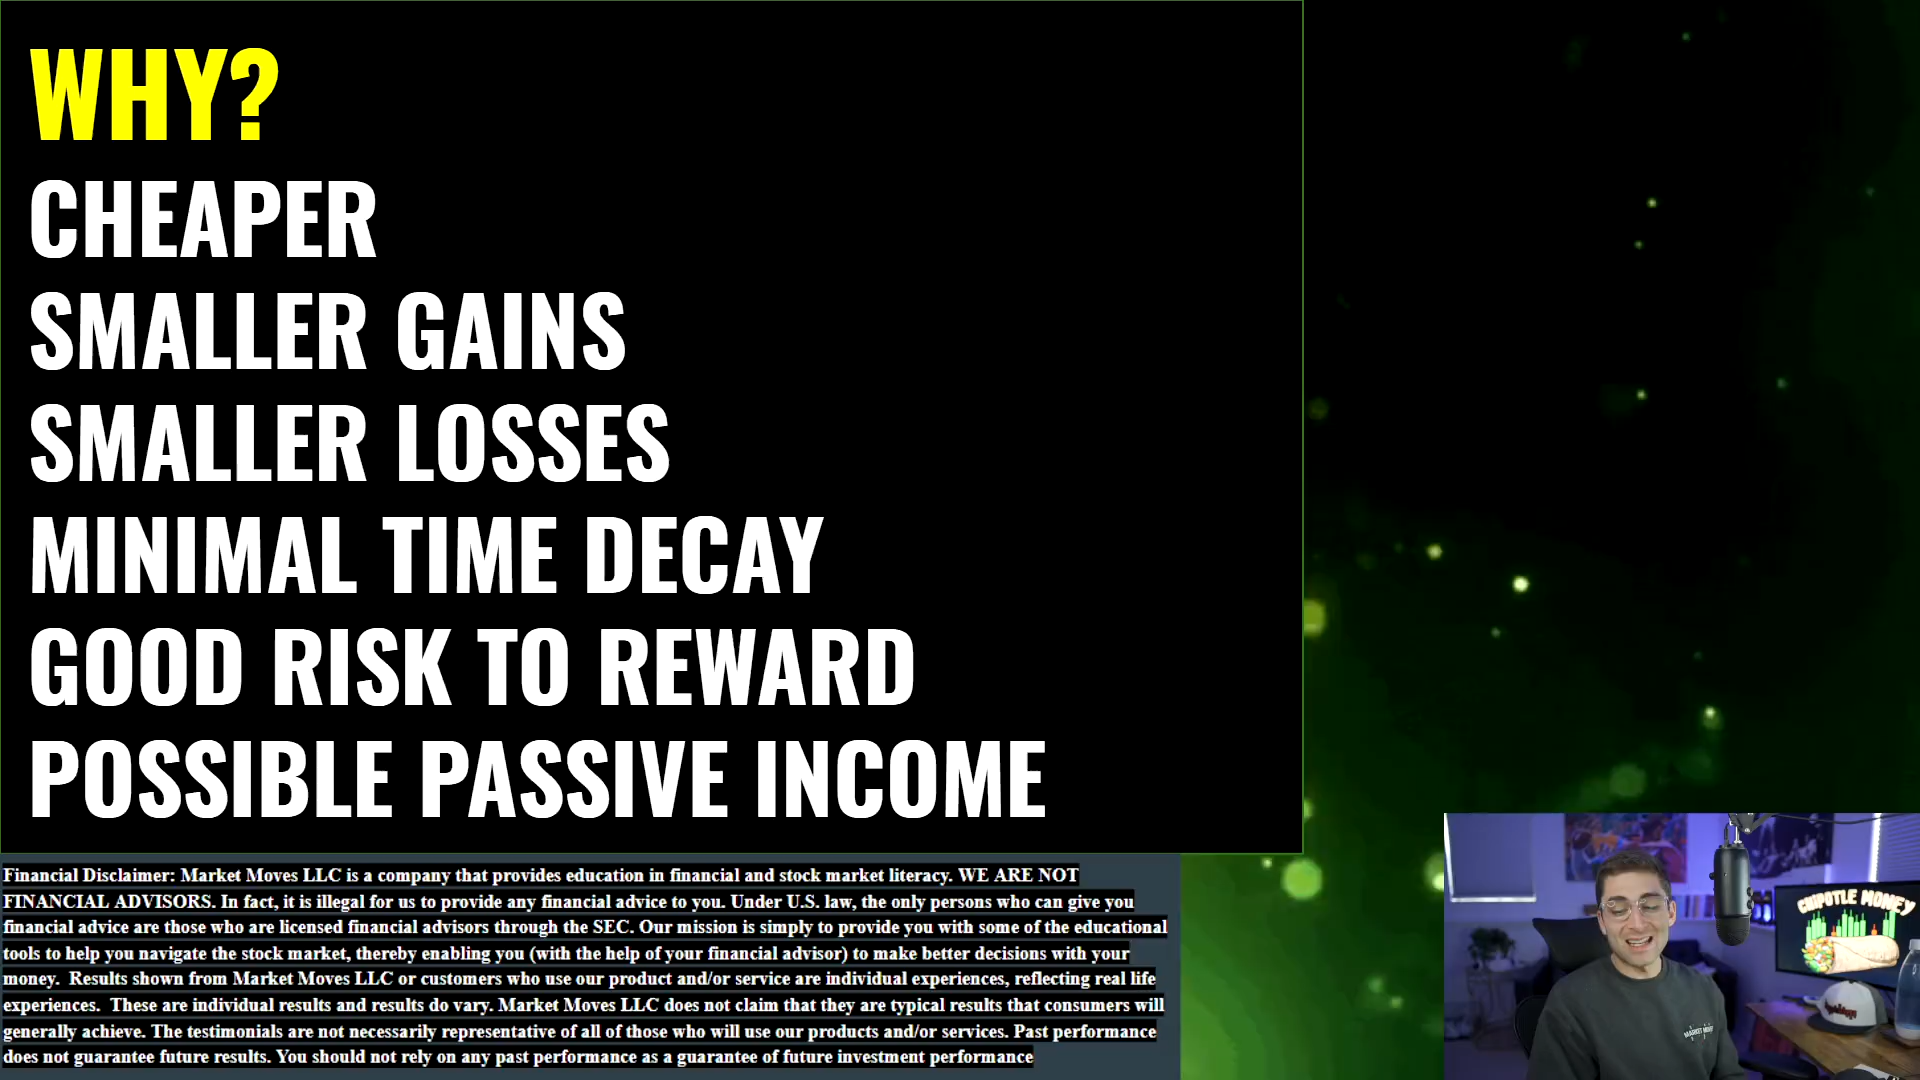 WHY?
CHEAPER
SMALLER GAINS
SMALLER LOSSES
MINIMAL TIME DECAY
GOOD RISK TO REWARD
POSSIBLE PASSIVE INCOME
Financial Disclaimer: Market Moves LLC is a company that provides education in financial and stock market literacy. WE ARE NOT
FINANCIAL ADVISORS. In fact, it is illegal for us to provide any financial advice to you. Under U.S. law, the only persons who can give you
financial advice are those who are licensed financial advisors through the SEC. Our mission is simply to provide you with some of the educational
tools to help you navigate the stock market, thereby enabling you (with the help of your financial advisor) to make better decisions with your
money.  Results shown from Market Moves LLC or customers who use our product and/or service are individual experiences, reflecting real life
experiences.  These are individual results and results do vary. Market Moves LLC does not claim that they are typical results that consumers will
generally achieve. The testimonials are not necessarily representative of all of those who will use our products and/or services. Past performance
does not guarantee future results. You should not rely on any past performance as a guarantee of future investment performance
CHIPOTLE MONEY